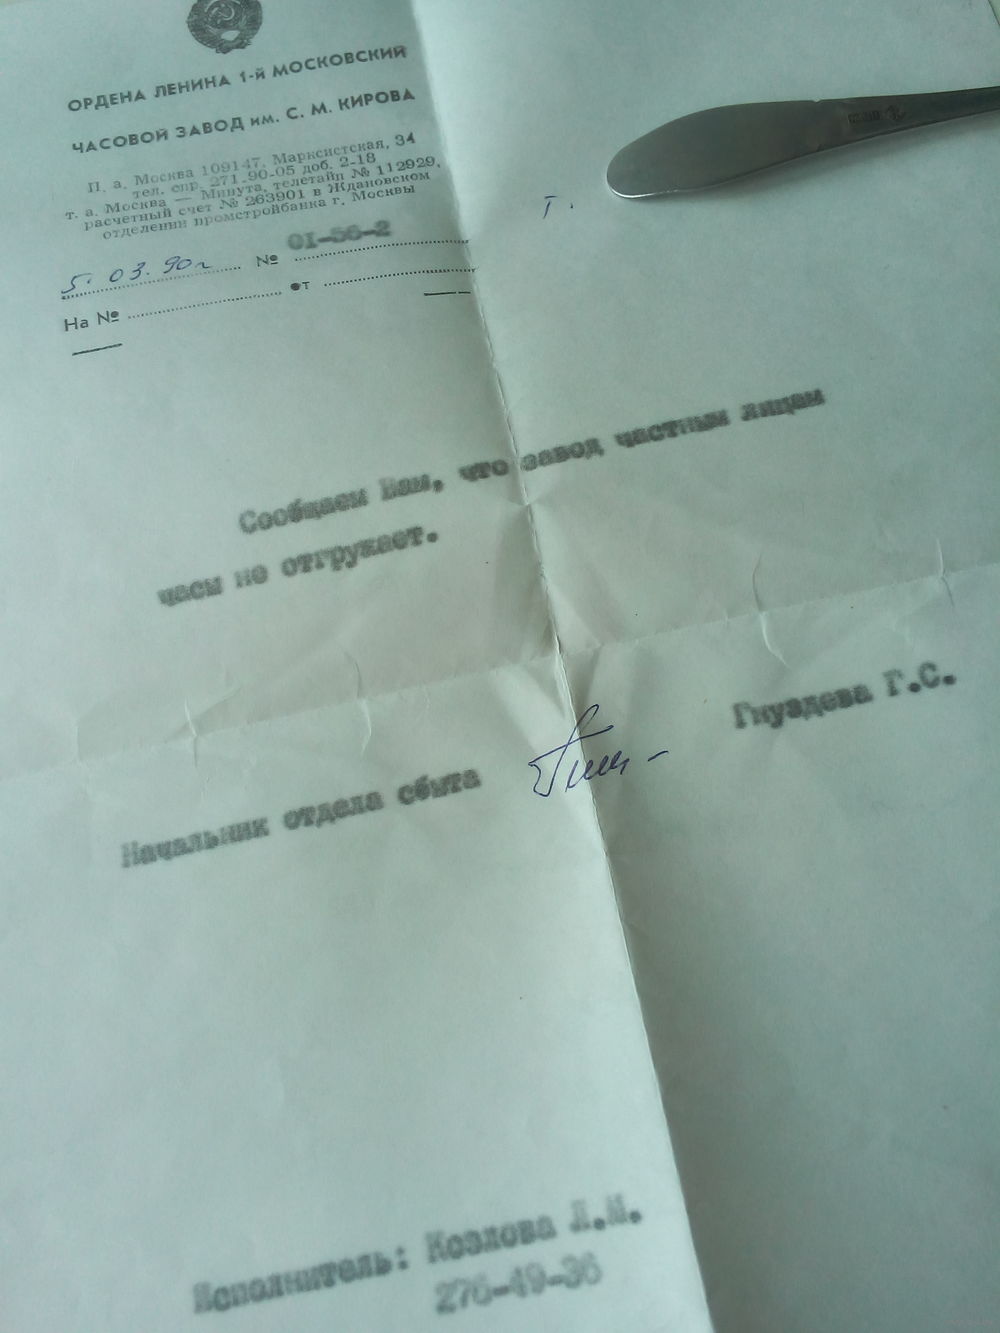 ОРДЕНА ЛЕНИНА 1-й МОСКОВСКИЙ
ЧАСОВОЙ ЗАВОД им. С. М. КИРОВА
П. а. Москва 109147, Марксистская, 34
тел. спр. 271-90-05 доб. 2-18
т. а. Москва — Минута, телетайп № 112929,
расчетный счет № 263901 в Ждановском
отделении промстройбанка г. Москвы
5. 03. 90г № 01-56-2
На № от
т.
Сообщаем Вам, что завод частным лицам
часы не отгружает.
Начальник отдела сбыта Гнуздева Г.С.
Исполнитель: Козлова Л.М.
276-49-36